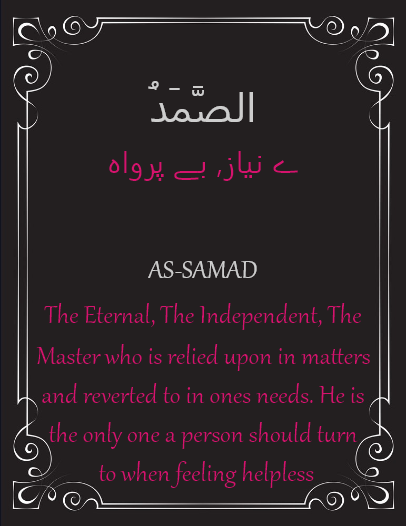 الصَّمَدُ
ے نیاز, بے پرواہ
AS-SAMAD
The Eternal, The Independent, The
Master who is relied upon in matters
and reverted to in ones needs. He is
the only one a person should turn
to when feeling helpless